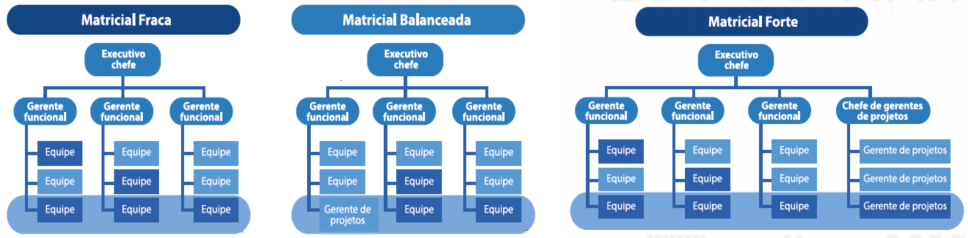 Matricial Fraca
Executivo
chefe
Gerente
funcional
Gerente
funcional
Gerente
funcional
Equipe
Equipe
Equipe
Equipe
Equipe
Equipe
Equipe
Equipe
Equipe
Matricial Balanceada
Executivo
chefe
Gerente
funcional
Gerente
funcional
Gerente
funcional
Equipe
Equipe
Equipe
Equipe
Equipe
Equipe
Gerente de
projetos
Equipe
Equipe
Matricial Forte
Executivo
chefe
Gerente
funcional
Gerente
funcional
Gerente
funcional
Chefe de gerentes
de projetos
Equipe
Equipe
Equipe
Gerente de projetos
Equipe
Equipe
Equipe
Gerente de projetos
Equipe
Equipe
Equipe
Gerente de projetos